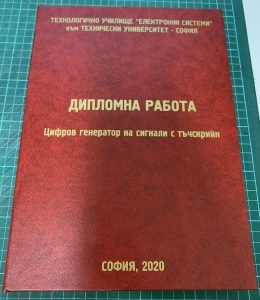 ТЕХНОЛОГИЧНО УЧИЛИЩЕ "ЕЛЕКТРОННИ СИСТЕМИ"
към ТЕХНИЧЕСКИ УНИВЕРСИТЕТ - СОФИЯ
ДИПЛОМНА РАБОТА
Цифров генератор на сигнали с тъчскрийн
СОФИЯ, 2020